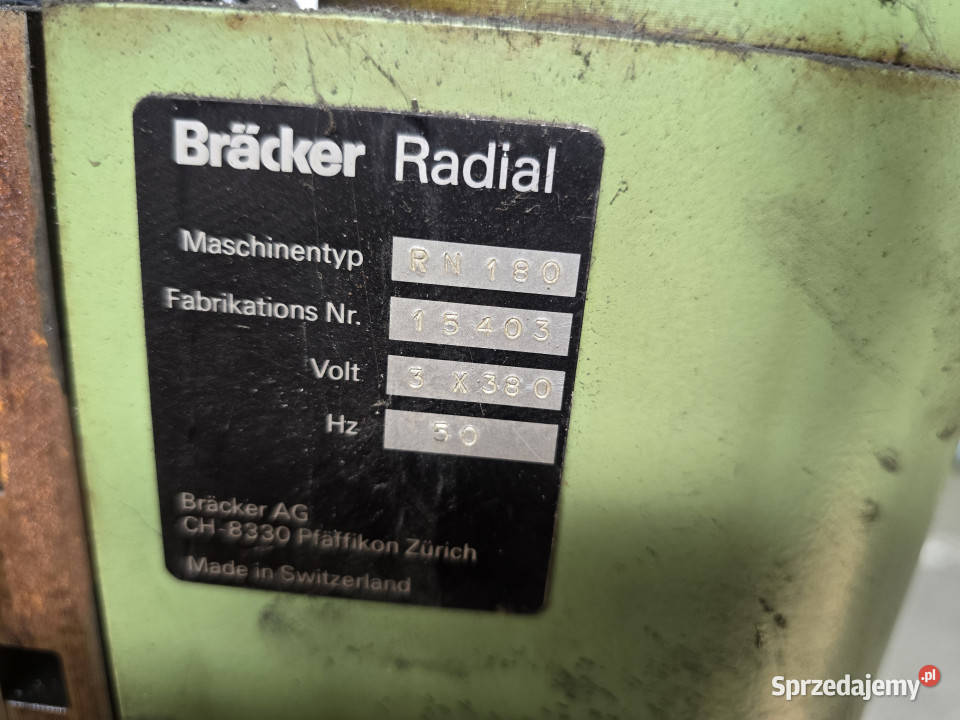 Bräcker Radial
Maschinentyp RN 180
Fabrikations Nr. 15403
Volt 3 X380
Hz 50
Bräcker AG
CH-8330 Pfäffikon Zürich
Made in Switzerland
Sprzedajemy.pl